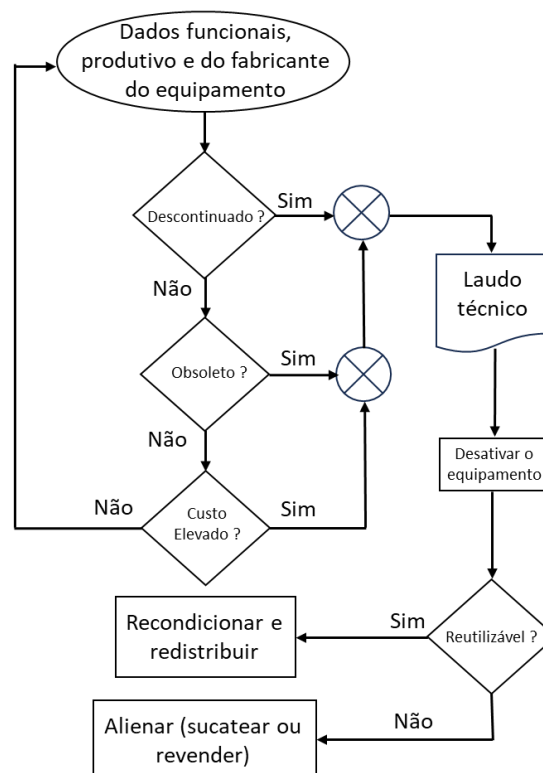 Dados funcionais,
produtivo e do fabricante
do equipamento
Descontinuado ?
Sim
Não
Laudo
técnico
Obsoleto ?
Sim
Não
Desativar o
equipamento
Não
Custo
Elevado ?
Sim
Recondicionar e
redistribuir
Sim
Reutilizável ?
Alienar (sucatear ou
revender)
Não